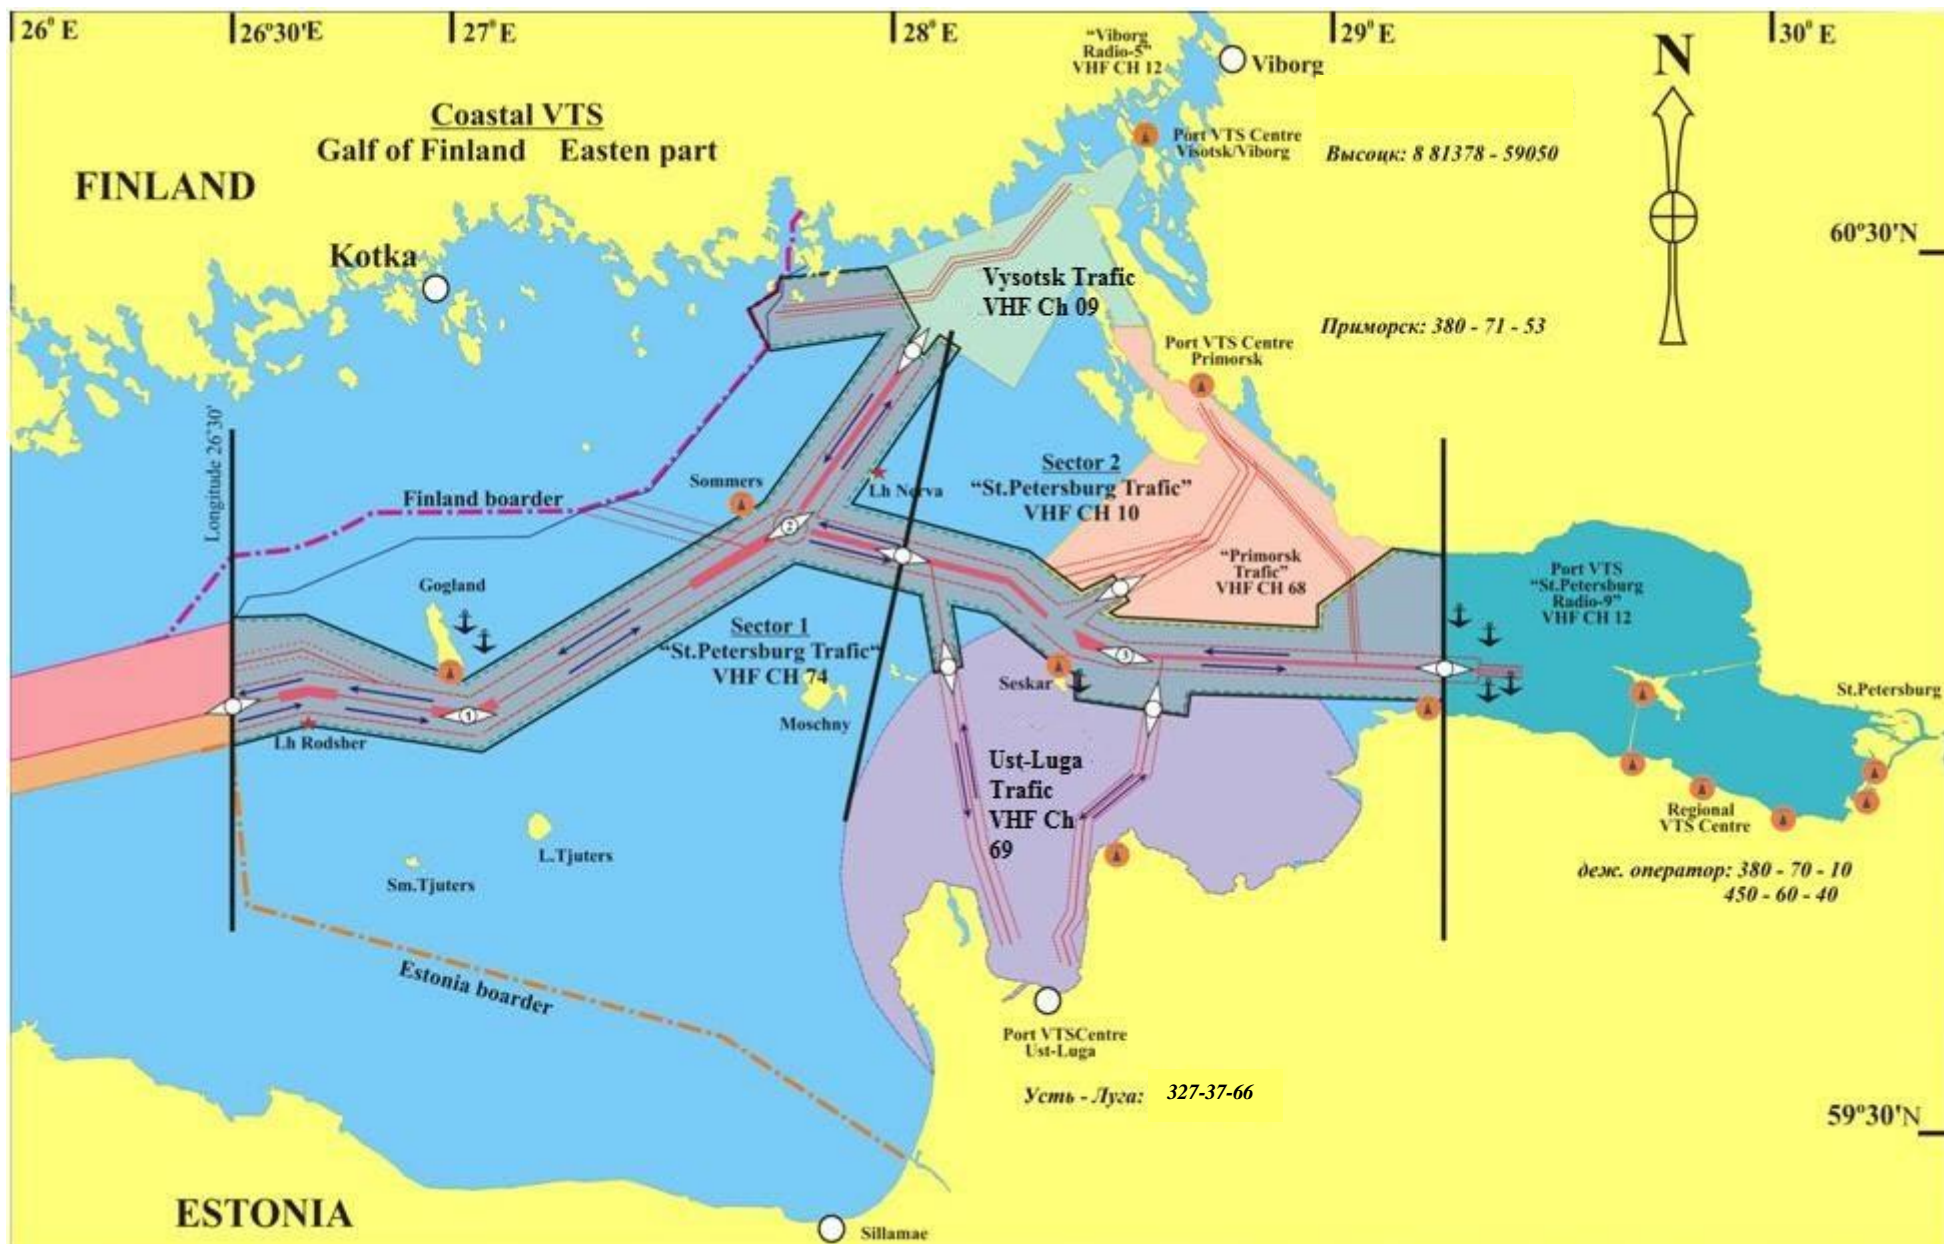 26° E
26°30'E
27° E
28° E
29° E
30° E
"Viborg
Radio-5"
VHF CH 12
Viborg
N
Coastal VTS
Galf of Finland Easten part
FINLAND
Port VTS Centre
Visotsk/Viborg
Высоцк: 8 81378 - 59050
Kotka
60°30'N
Vysotsk Trafic
VHF Ch 09
Приморск: 380 - 71 - 53
Port VTS Centre
Primorsk
Longitude 26°30'
Finland boarder
Sommers
Lh Nerva
Sector 2
"St.Petersburg Trafic"
VHF CH 10
2
"Primorsk
Trafic"
VHF CH 68
Port VTS
"St.Petersburg
Radio-9"
VHF CH 12
Gogland
Sector 1
"St.Petersburg Trafic"
VHF CH 74
3
Seskar
St.Petersburg
1
Moschny
Lh Rodsher
Ust-Luga
Trafic
VHF Ch
69
Regional
VTS Centre
L.Tjuters
Sm.Tjuters
деж. оператор: 380 - 70 - 10
450 - 60 - 40
Estonia boarder
Port VTSCentre
Ust-Luga
Усть - Луга: 327-37-66
59°30'N
ESTONIA
Sillamae